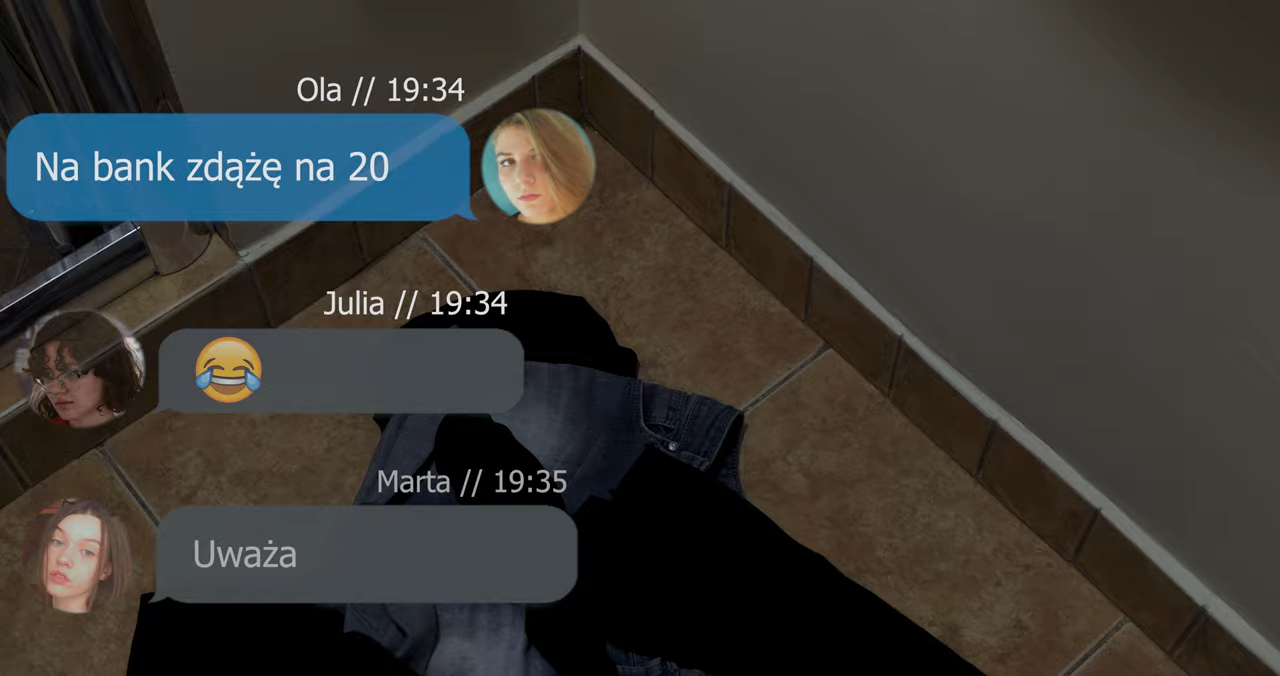 Ola // 19:34
Na bank zdążę na 20
Julia // 19:34
😂
Marta // 19:35
Uważa